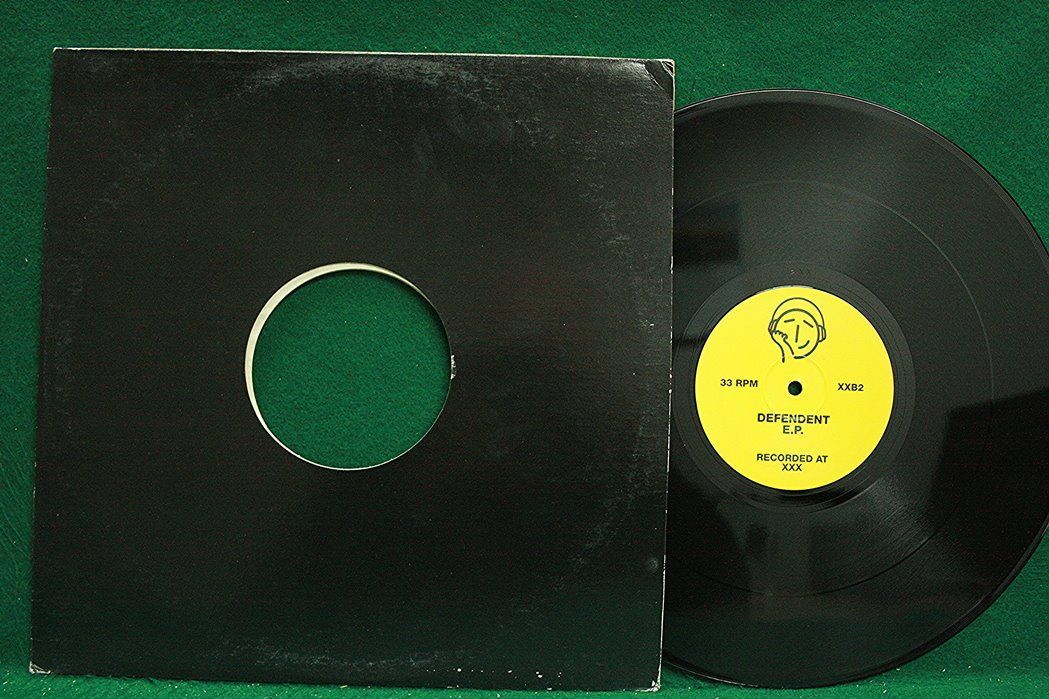 33 RPM
XXB2
DEFENDENT
E.P.
RECORDED AT
XXX